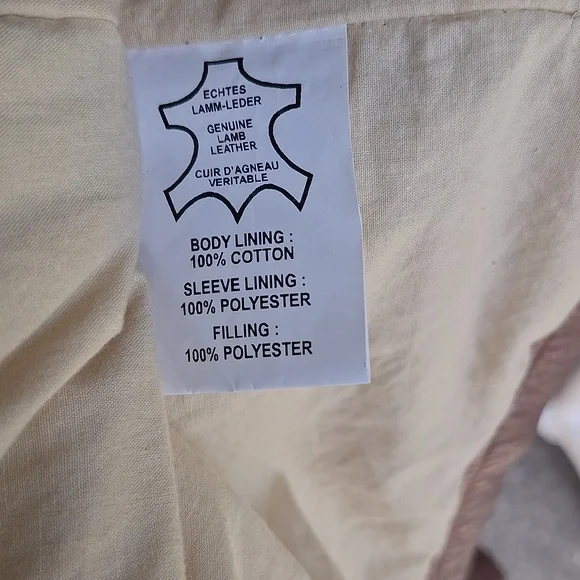 ECHTES
LAMM-LEDER
GENUINE
LAMB
LEATHER
CUIR D'AGNEAU
VERITABLE
BODY LINING :
100% COTTON
SLEEVE LINING :
100% POLYESTER
FILLING :
100% POLYESTER